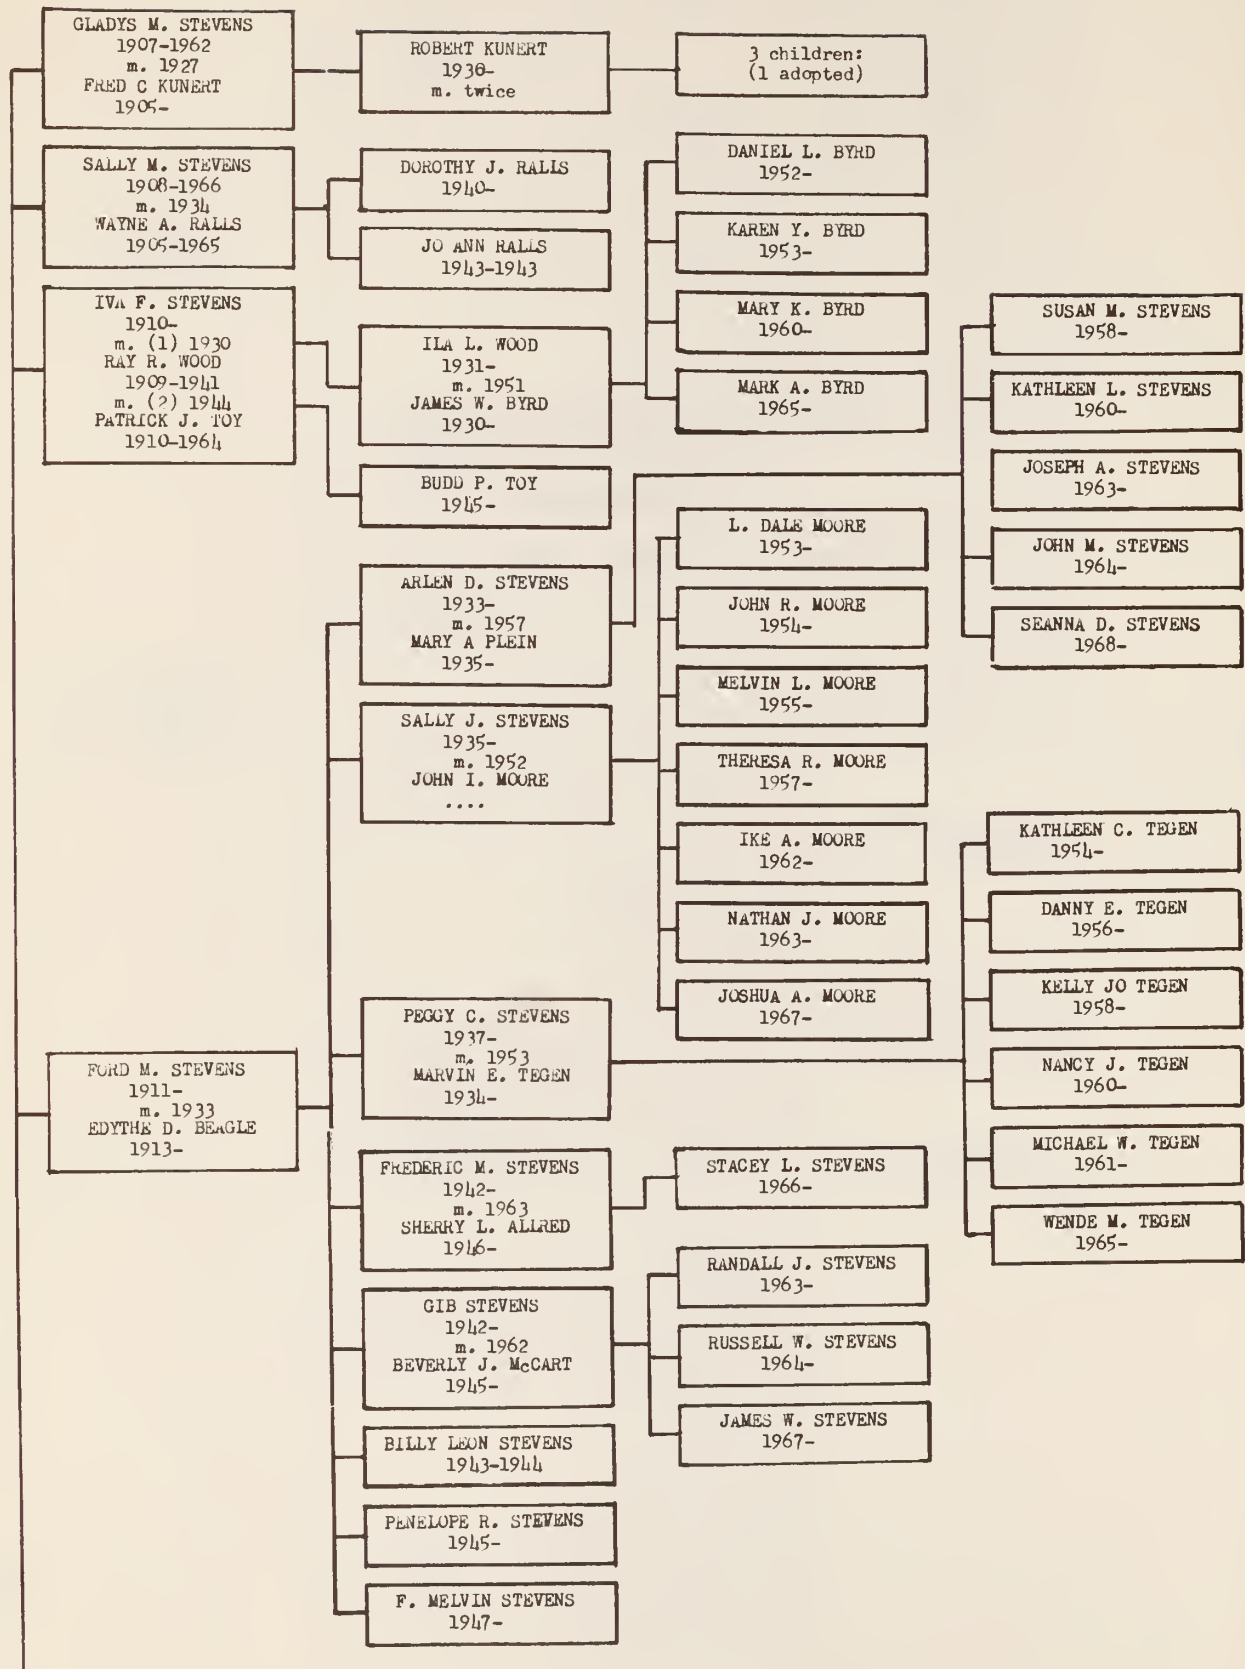 GLADYS M. STEVENS
1907-1962
m. 1927
FRED C KUNERT
1905-
ROBERT KUNERT
1930-
m. twice
3 children:
(1 adopted)
SALLY M. STEVENS
1908-1966
m. 1934
WAYNE A. RALLS
1905-1965
DOROTHY J. RALLS
1940-
JO ANN RALLS
1943-1943
IVA F. STEVENS
1910-
m. (1) 1930
RAY R. WOOD
1909-1941
m. (2) 1944
PATRICK J. TOY
1910-1964
ILA L. WOOD
1931-
m. 1951
JAMES W. BYRD
1930-
DANIEL L. BYRD
1952-
KAREN Y. BYRD
1953-
MARY K. BYRD
1960-
MARK A. BYRD
1965-
BUDD P. TOY
1945-
FORD M. STEVENS
1911-
m. 1933
EDYTHE D. BEAGLE
1913-
ARLEN D. STEVENS
1933-
m. 1957
MARY A PLEIN
1935-
SUSAN M. STEVENS
1958-
KATHLEEN L. STEVENS
1960-
JOSEPH A. STEVENS
1963-
JOHN M. STEVENS
1964-
SEANNA D. STEVENS
1968-
SALLY J. STEVENS
1935-
m. 1952
JOHN I. MOORE
....
L. DALE MOORE
1953-
JOHN R. MOORE
1954-
MELVIN L. MOORE
1955-
THERESA R. MOORE
1957-
IKE A. MOORE
1962-
NATHAN J. MOORE
1963-
JOSHUA A. MOORE
1967-
PEGGY C. STEVENS
1937-
m. 1953
MARVIN E. TEGEN
1934-
KATHLEEN C. TEGEN
1954-
DANNY E. TEGEN
1956-
KELLY JO TEGEN
1958-
NANCY J. TEGEN
1960-
MICHAEL W. TEGEN
1961-
WENDE M. TEGEN
1965-
FREDERIC M. STEVENS
1942-
m. 1963
SHERRY L. ALLRED
1946-
STACEY L. STEVENS
1966-
GIB STEVENS
1942-
m. 1962
BEVERLY J. McCART
1945-
RANDALL J. STEVENS
1963-
RUSSELL W. STEVENS
1964-
JAMES W. STEVENS
1967-
BILLY LEON STEVENS
1943-1944
PENELOPE R. STEVENS
1945-
F. MELVIN STEVENS
1947-